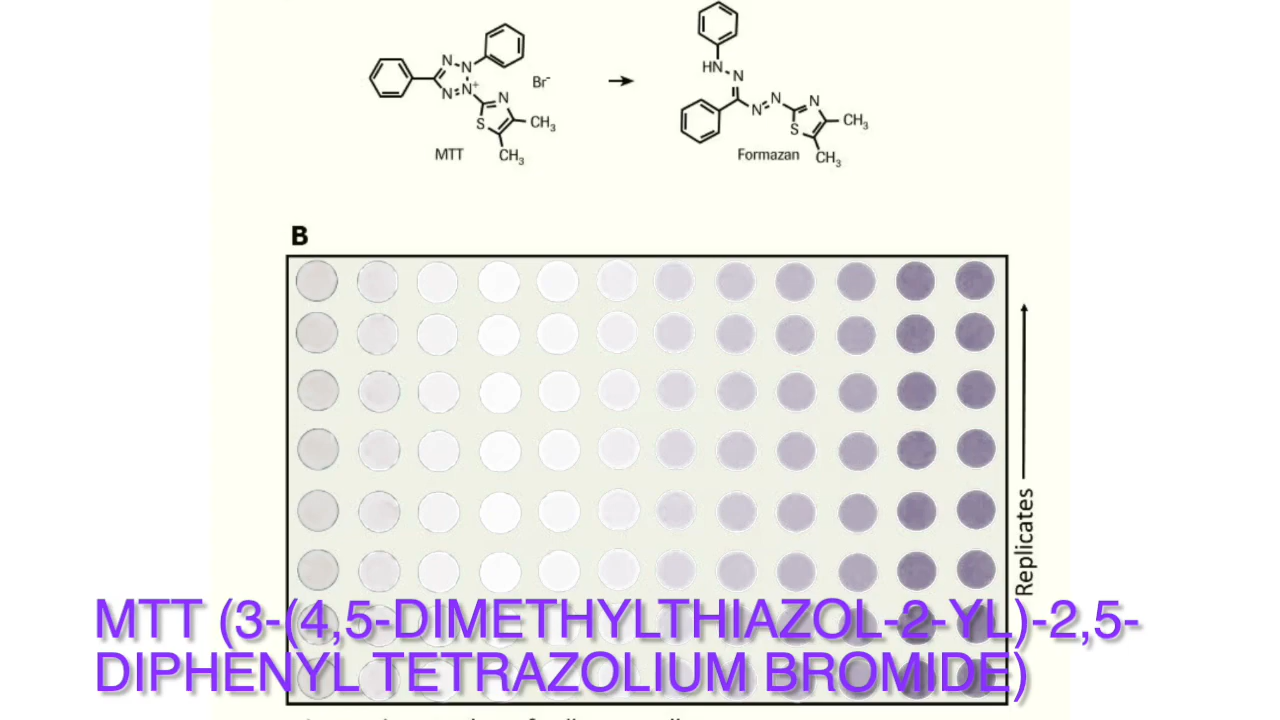 HN
N
N
N
N
N
N⁺
N
Br⁻
N
N
N
S
CH₃
CH₃
S
CH₃
CH₃
MTT
Formazan
B
Replicates
MTT (3-(4,5-DIMETHYLTHIAZOL-2-YL)-2,5-
DIPHENYL TETRAZOLIUM BROMIDE)